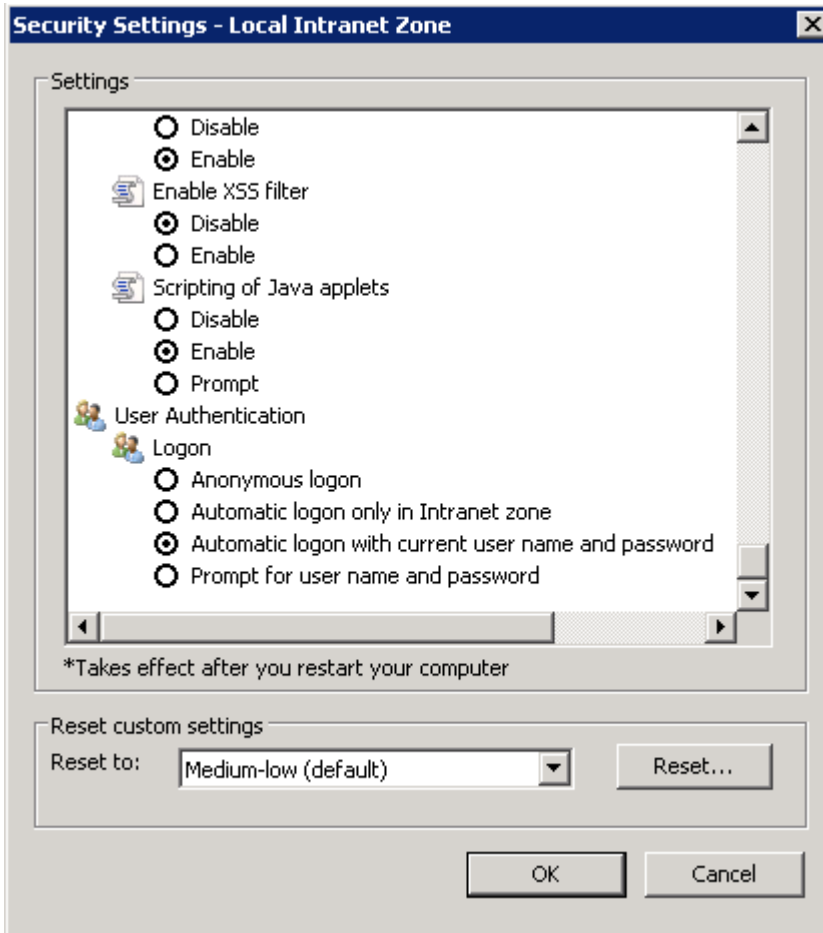 Security Settings - Local Intranet Zone
Settings
Disable
Enable
Enable XSS filter
Disable
Enable
Scripting of Java applets
Disable
Enable
Prompt
User Authentication
Logon
Anonymous logon
Automatic logon only in Intranet zone
Automatic logon with current user name and password
Prompt for user name and password
*Takes effect after you restart your computer
Reset custom settings
Reset to: Medium-low (default) Reset...
OK Cancel